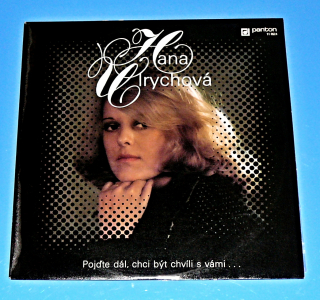 panton
Hana
Ulrychová
Pojďte dál, chci být chvíli s vámi . . .